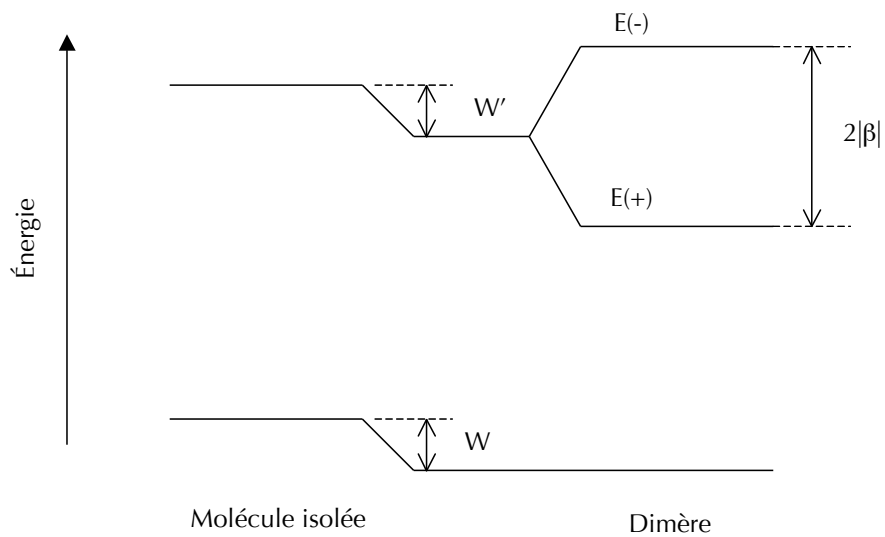 E(-)
W'
2|β|
E(+)
Énergie
W
Molécule isolée
Dimère